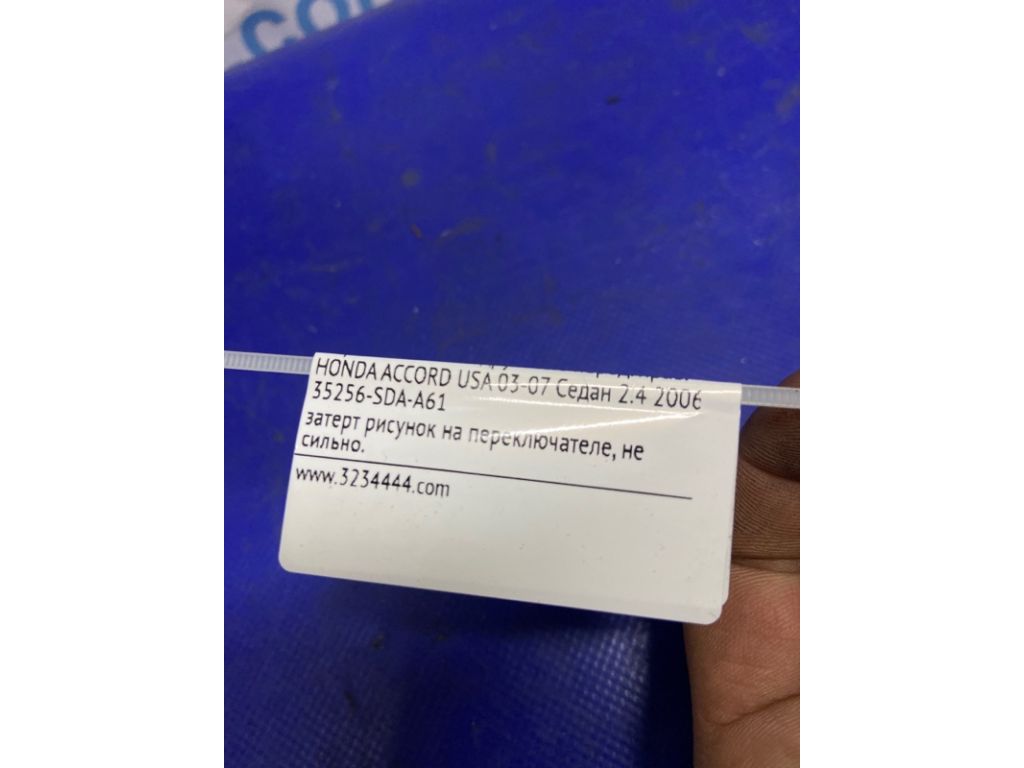 HONDA ACCORD USA 03-07 Седан 2.4 2006
35256-SDA-A61
затерт рисунок на переключателе, не
сильно.
www.3234444.com